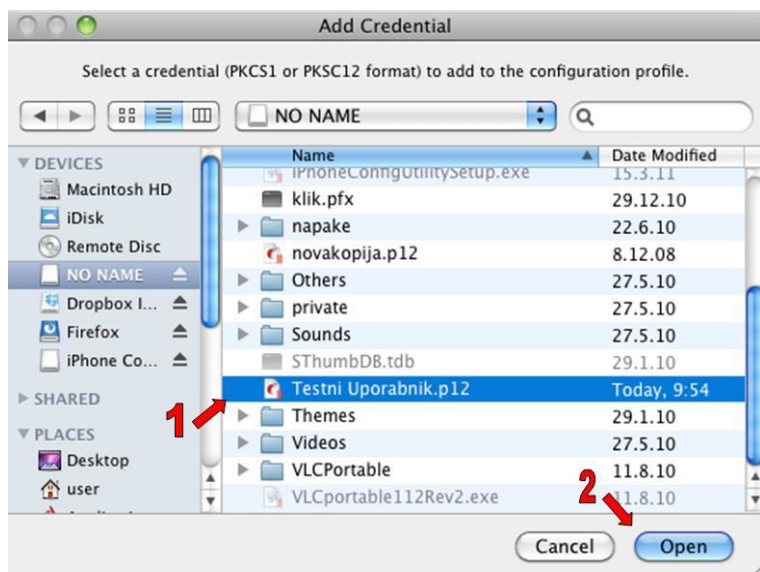 Add Credential
Select a credential (PKCS1 or PKSC12 format) to add to the configuration profile.
NO NAME
Name Date Modified
iPhoneConfigUtilitySetup.exe 15.3.11
klik.pfx 29.12.10
napake 22.6.10
novakopija.p12 8.12.08
Others 27.5.10
private 27.5.10
Sounds 27.5.10
SThumbDB.tdb 29.1.10
Testni Uporabnik.p12 Today, 9:54
Themes 29.1.10
Videos 27.5.10
VLCPortable 11.8.10
VLCportable112Rev2.exe 11.8.10
DEVICES
Macintosh HD
iDisk
Remote Disc
NO NAME
Dropbox I...
Firefox
iPhone Co...
SHARED
PLACES
Desktop
user
1
2
Cancel Open